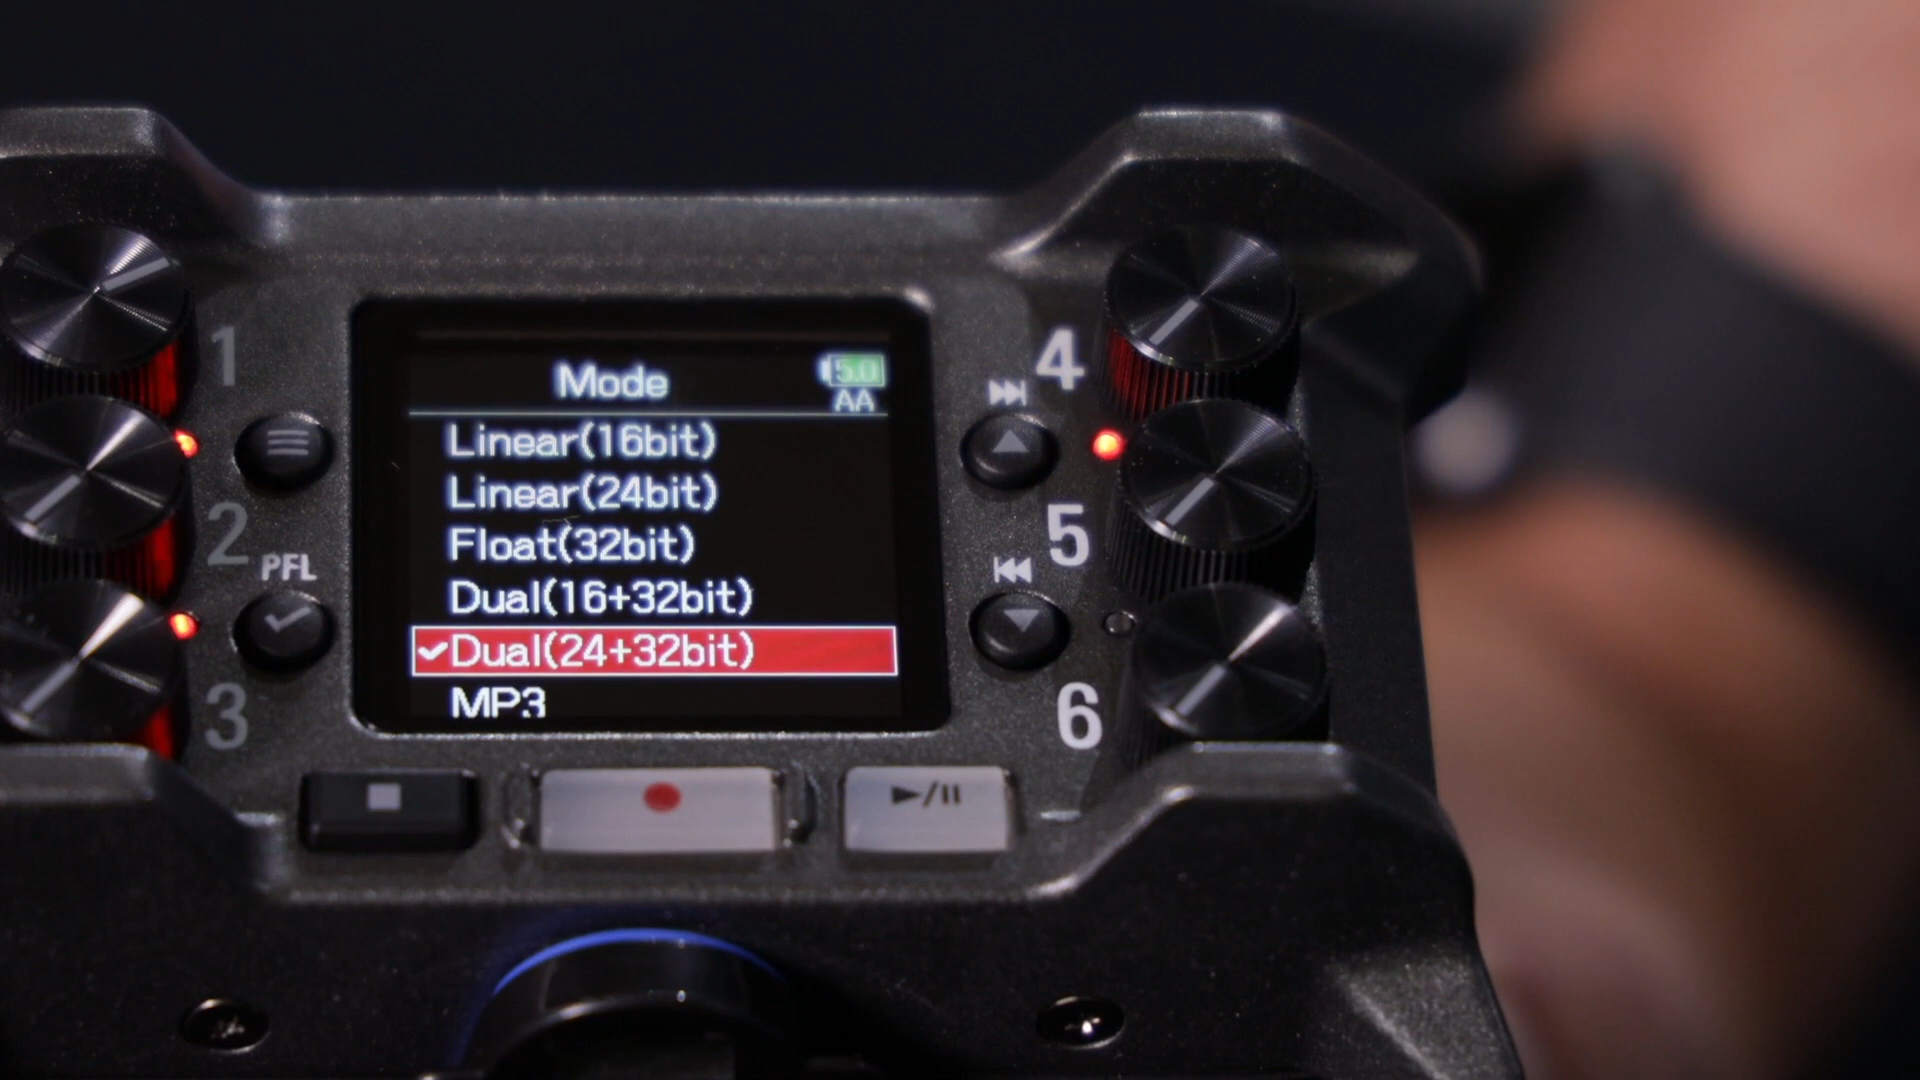 Mode
5.0
AA
Linear(16bit)
Linear(24bit)
Float(32bit)
Dual(16+32bit)
Dual(24+32bit)
MP3
1
2
PFL
3
4
5
6